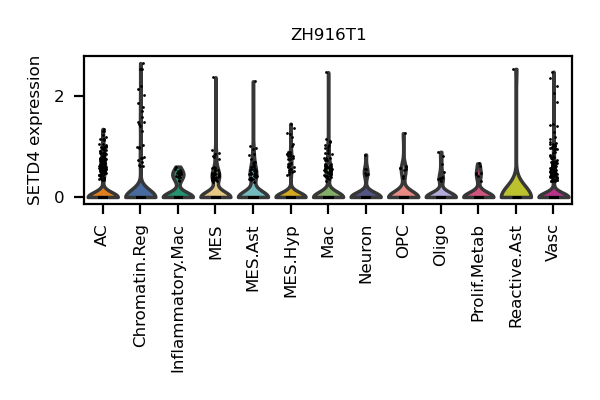 ZH916T1
SETD4 expression
2
0
AC
Chromatin.Reg
Inflammatory.Mac
MES
MES.Ast
MES.Hyp
Mac
Neuron
OPC
Oligo
Prolif.Metab
Reactive.Ast
Vasc